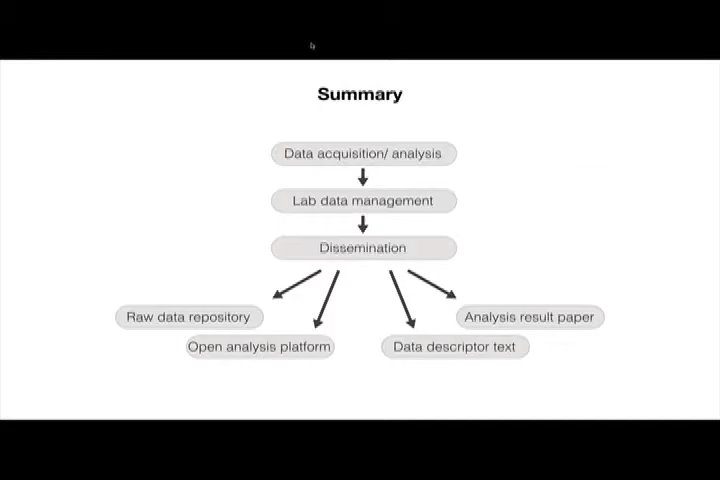 Summary
Data acquisition/ analysis
Lab data management
Dissemination
Raw data repository
Analysis result paper
Open analysis platform
Data descriptor text